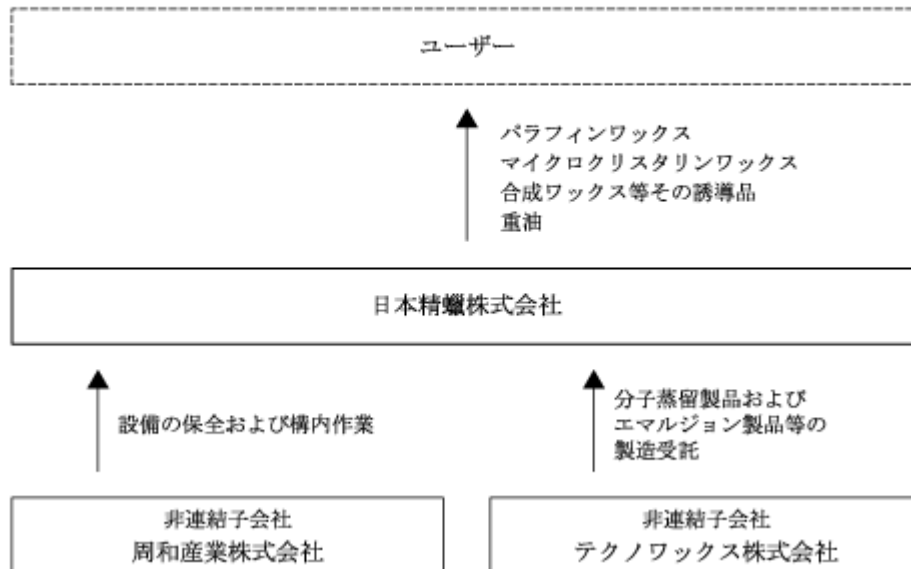 ユーザー
パラフィンワックス
マイクロクリスタリンワックス
合成ワックス等その誘導品
重油
日本精蠟株式会社
設備の保全および構内作業
分子蒸留製品および
エマルジョン製品等の
製造受託
非連結子会社
周和産業株式会社
非連結子会社
テクノワックス株式会社